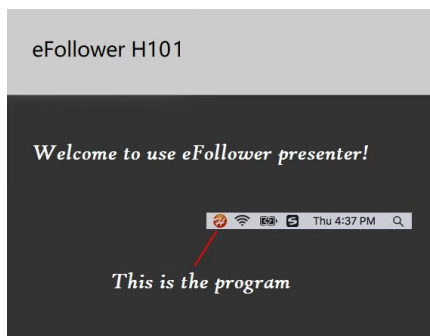 eFollower H101
Welcome to use eFollower presenter!
Thu 4:37 PM
This is the program